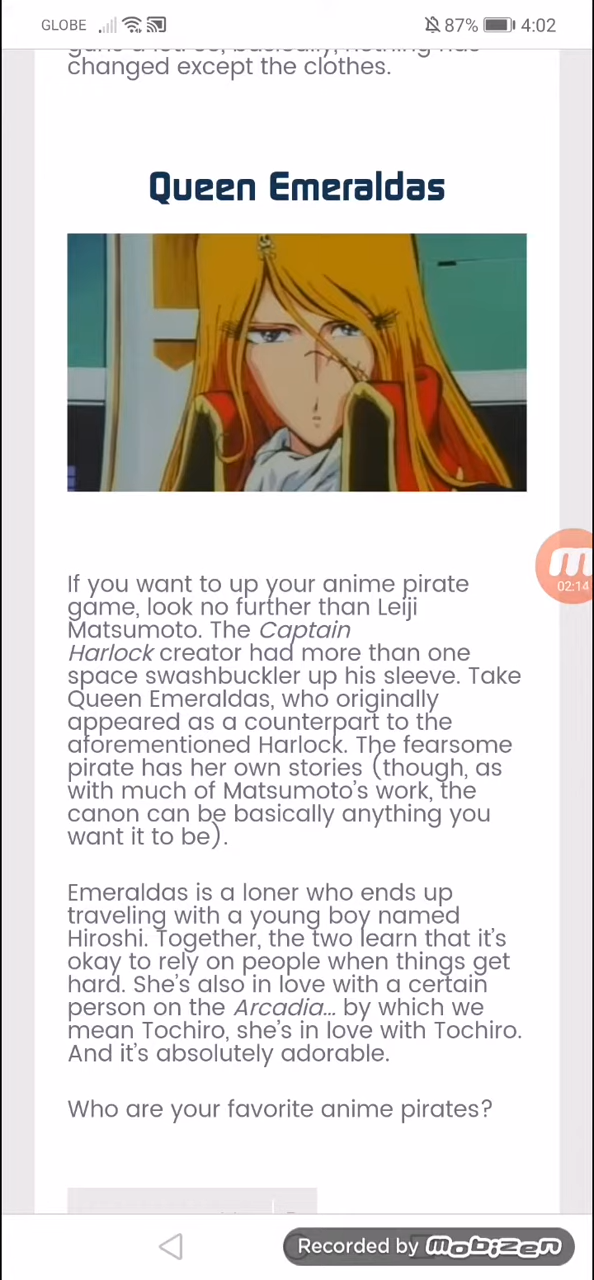 GLOBE 87% 4:02
changed except the clothes.
Queen Emeraldas
If you want to up your anime pirate
game, look no further than Leiji
Matsumoto. The Captain
Harlock creator had more than one
space swashbuckler up his sleeve. Take
Queen Emeraldas, who originally
appeared as a counterpart to the
aforementioned Harlock. The fearsome
pirate has her own stories (though, as
with much of Matsumoto’s work, the
canon can be basically anything you
want it to be).
02:14
Emeraldas is a loner who ends up
traveling with a young boy named
Hiroshi. Together, the two learn that it’s
okay to rely on people when things get
hard. She’s also in love with a certain
person on the Arcadia... by which we
mean Tochiro, she’s in love with Tochiro.
And it’s absolutely adorable.
Who are your favorite anime pirates?
Recorded by mobizen